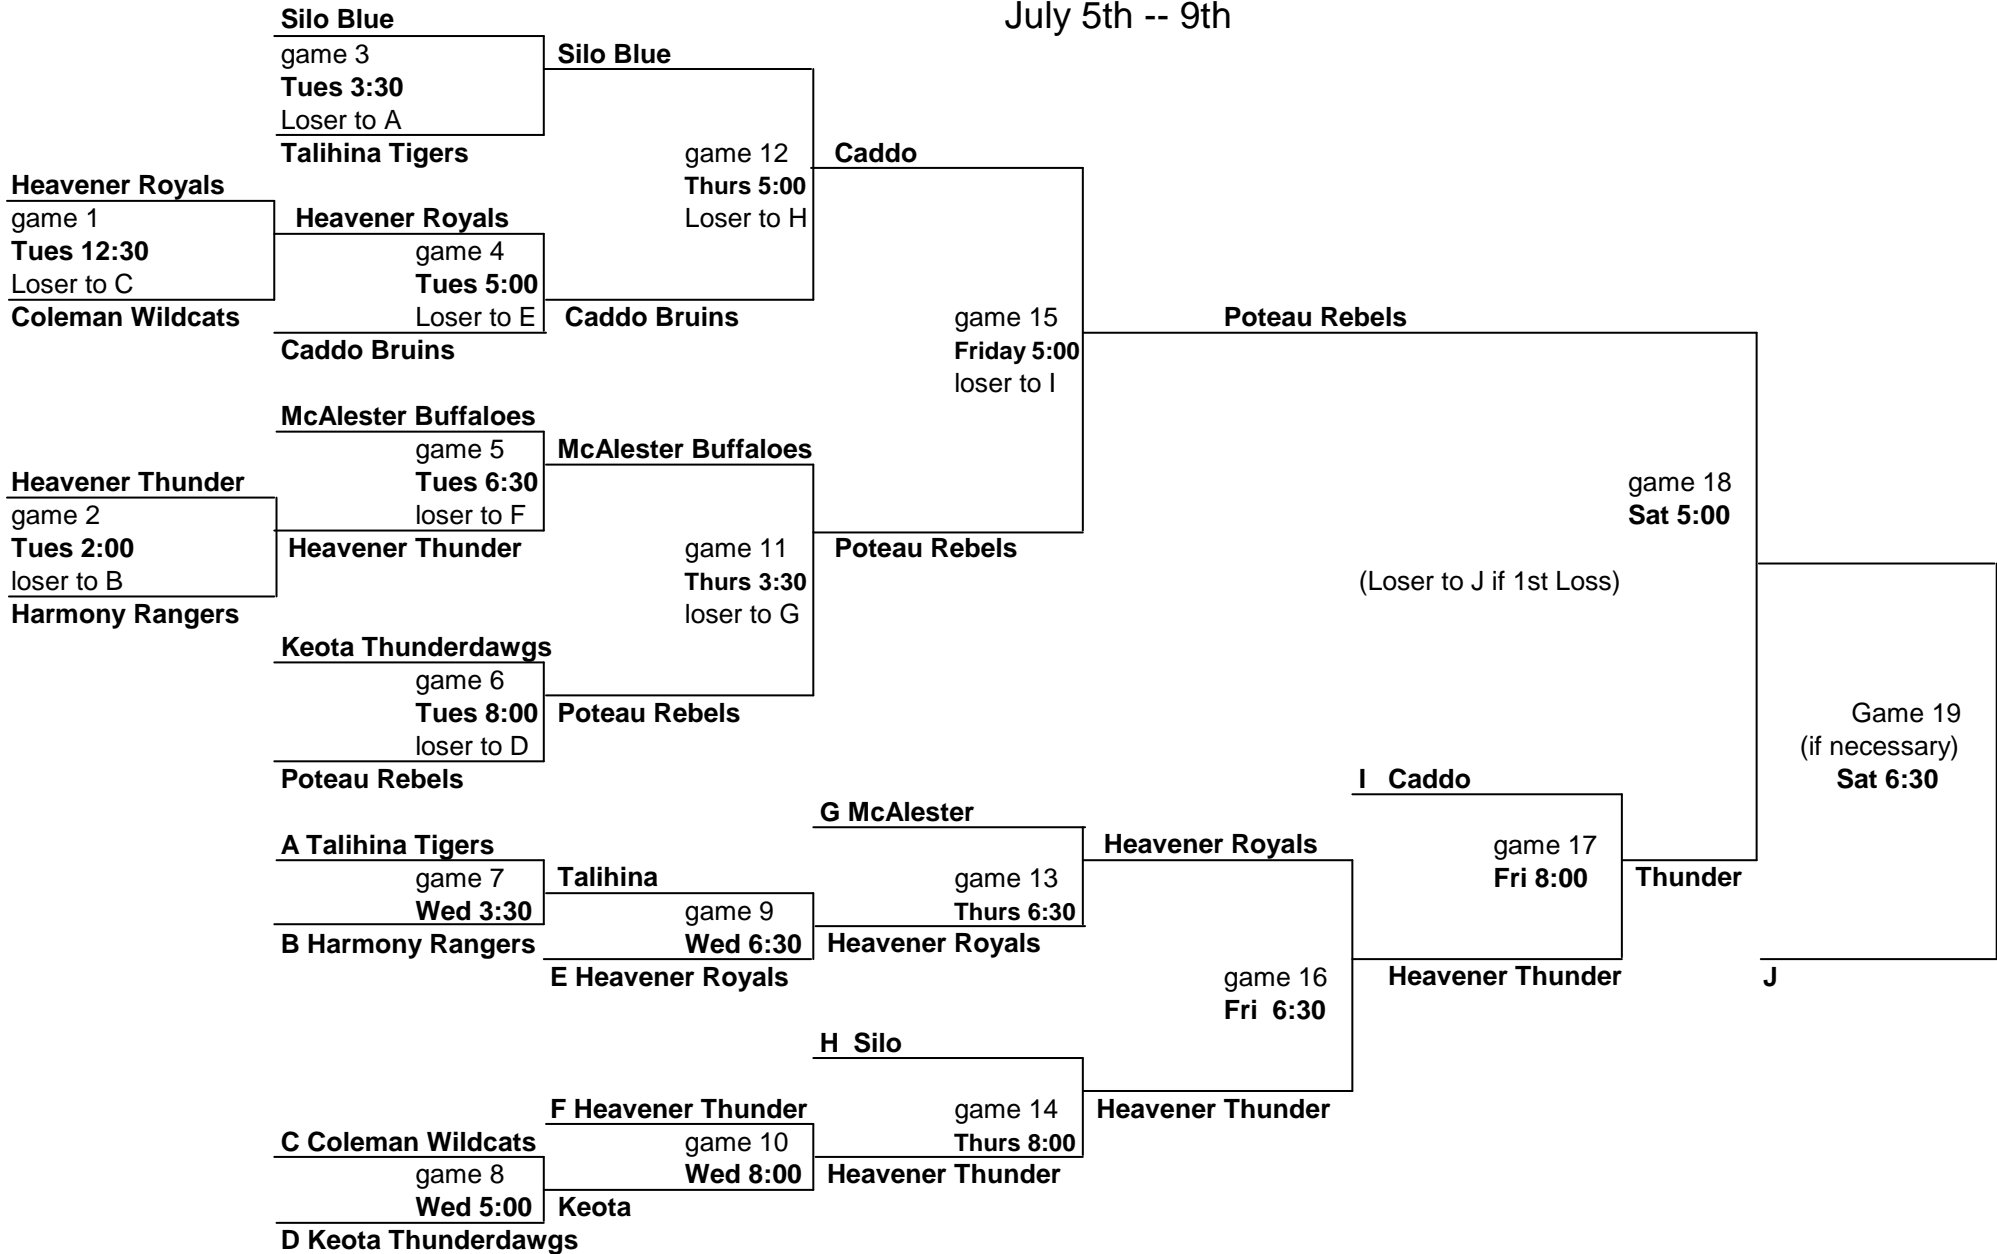 July 5th -- 9th
Silo Blue
game 3
Tues 3:30
Loser to A
Talihina Tigers
Silo Blue
Heavener Royals
game 1
Tues 12:30
Loser to C
Coleman Wildcats
Heavener Royals
game 4
Tues 5:00
Loser to E
Caddo Bruins
game 12
Thurs 5:00
Loser to H
Caddo Bruins
Caddo
McAlester Buffaloes
game 5
Tues 6:30
loser to F
Heavener Thunder
McAlester Buffaloes
Heavener Thunder
game 2
Tues 2:00
loser to B
Harmony Rangers
game 11
Thurs 3:30
loser to G
Poteau Rebels
Keota Thunderdawgs
game 6
Tues 8:00
loser to D
Poteau Rebels
Poteau Rebels
game 15
Friday 5:00
loser to I
Poteau Rebels
game 18
Sat 5:00
(Loser to J if 1st Loss)
Game 19
(if necessary)
Sat 6:30
J
A Talihina Tigers
game 7
Wed 3:30
B Harmony Rangers
Talihina
game 9
Wed 6:30
E Heavener Royals
G McAlester
game 13
Thurs 6:30
Heavener Royals
Heavener Royals
I Caddo
game 17
Fri 8:00
Thunder
Heavener Thunder
game 16
Fri 6:30
H Silo
game 14
Thurs 8:00
Heavener Thunder
Heavener Thunder
F Heavener Thunder
game 10
Wed 8:00
Keota
C Coleman Wildcats
game 8
Wed 5:00
D Keota Thunderdawgs